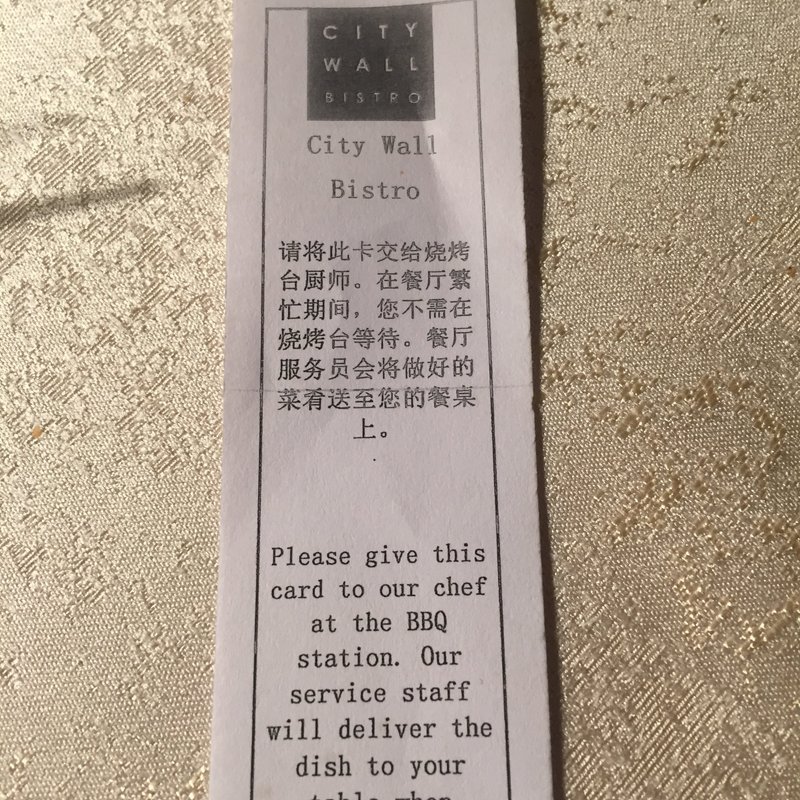 CITY
WALL
BISTRO
City Wall
Bistro
请将此卡交给烧烤
台厨师。在餐厅繁
忙期间，您不需在
烧烤台等待。餐厅
服务员会将做好的
菜肴送至您的餐桌
上。
Please give this
card to our chef
at the BBQ
station. Our
service staff
will deliver the
dish to your
table when